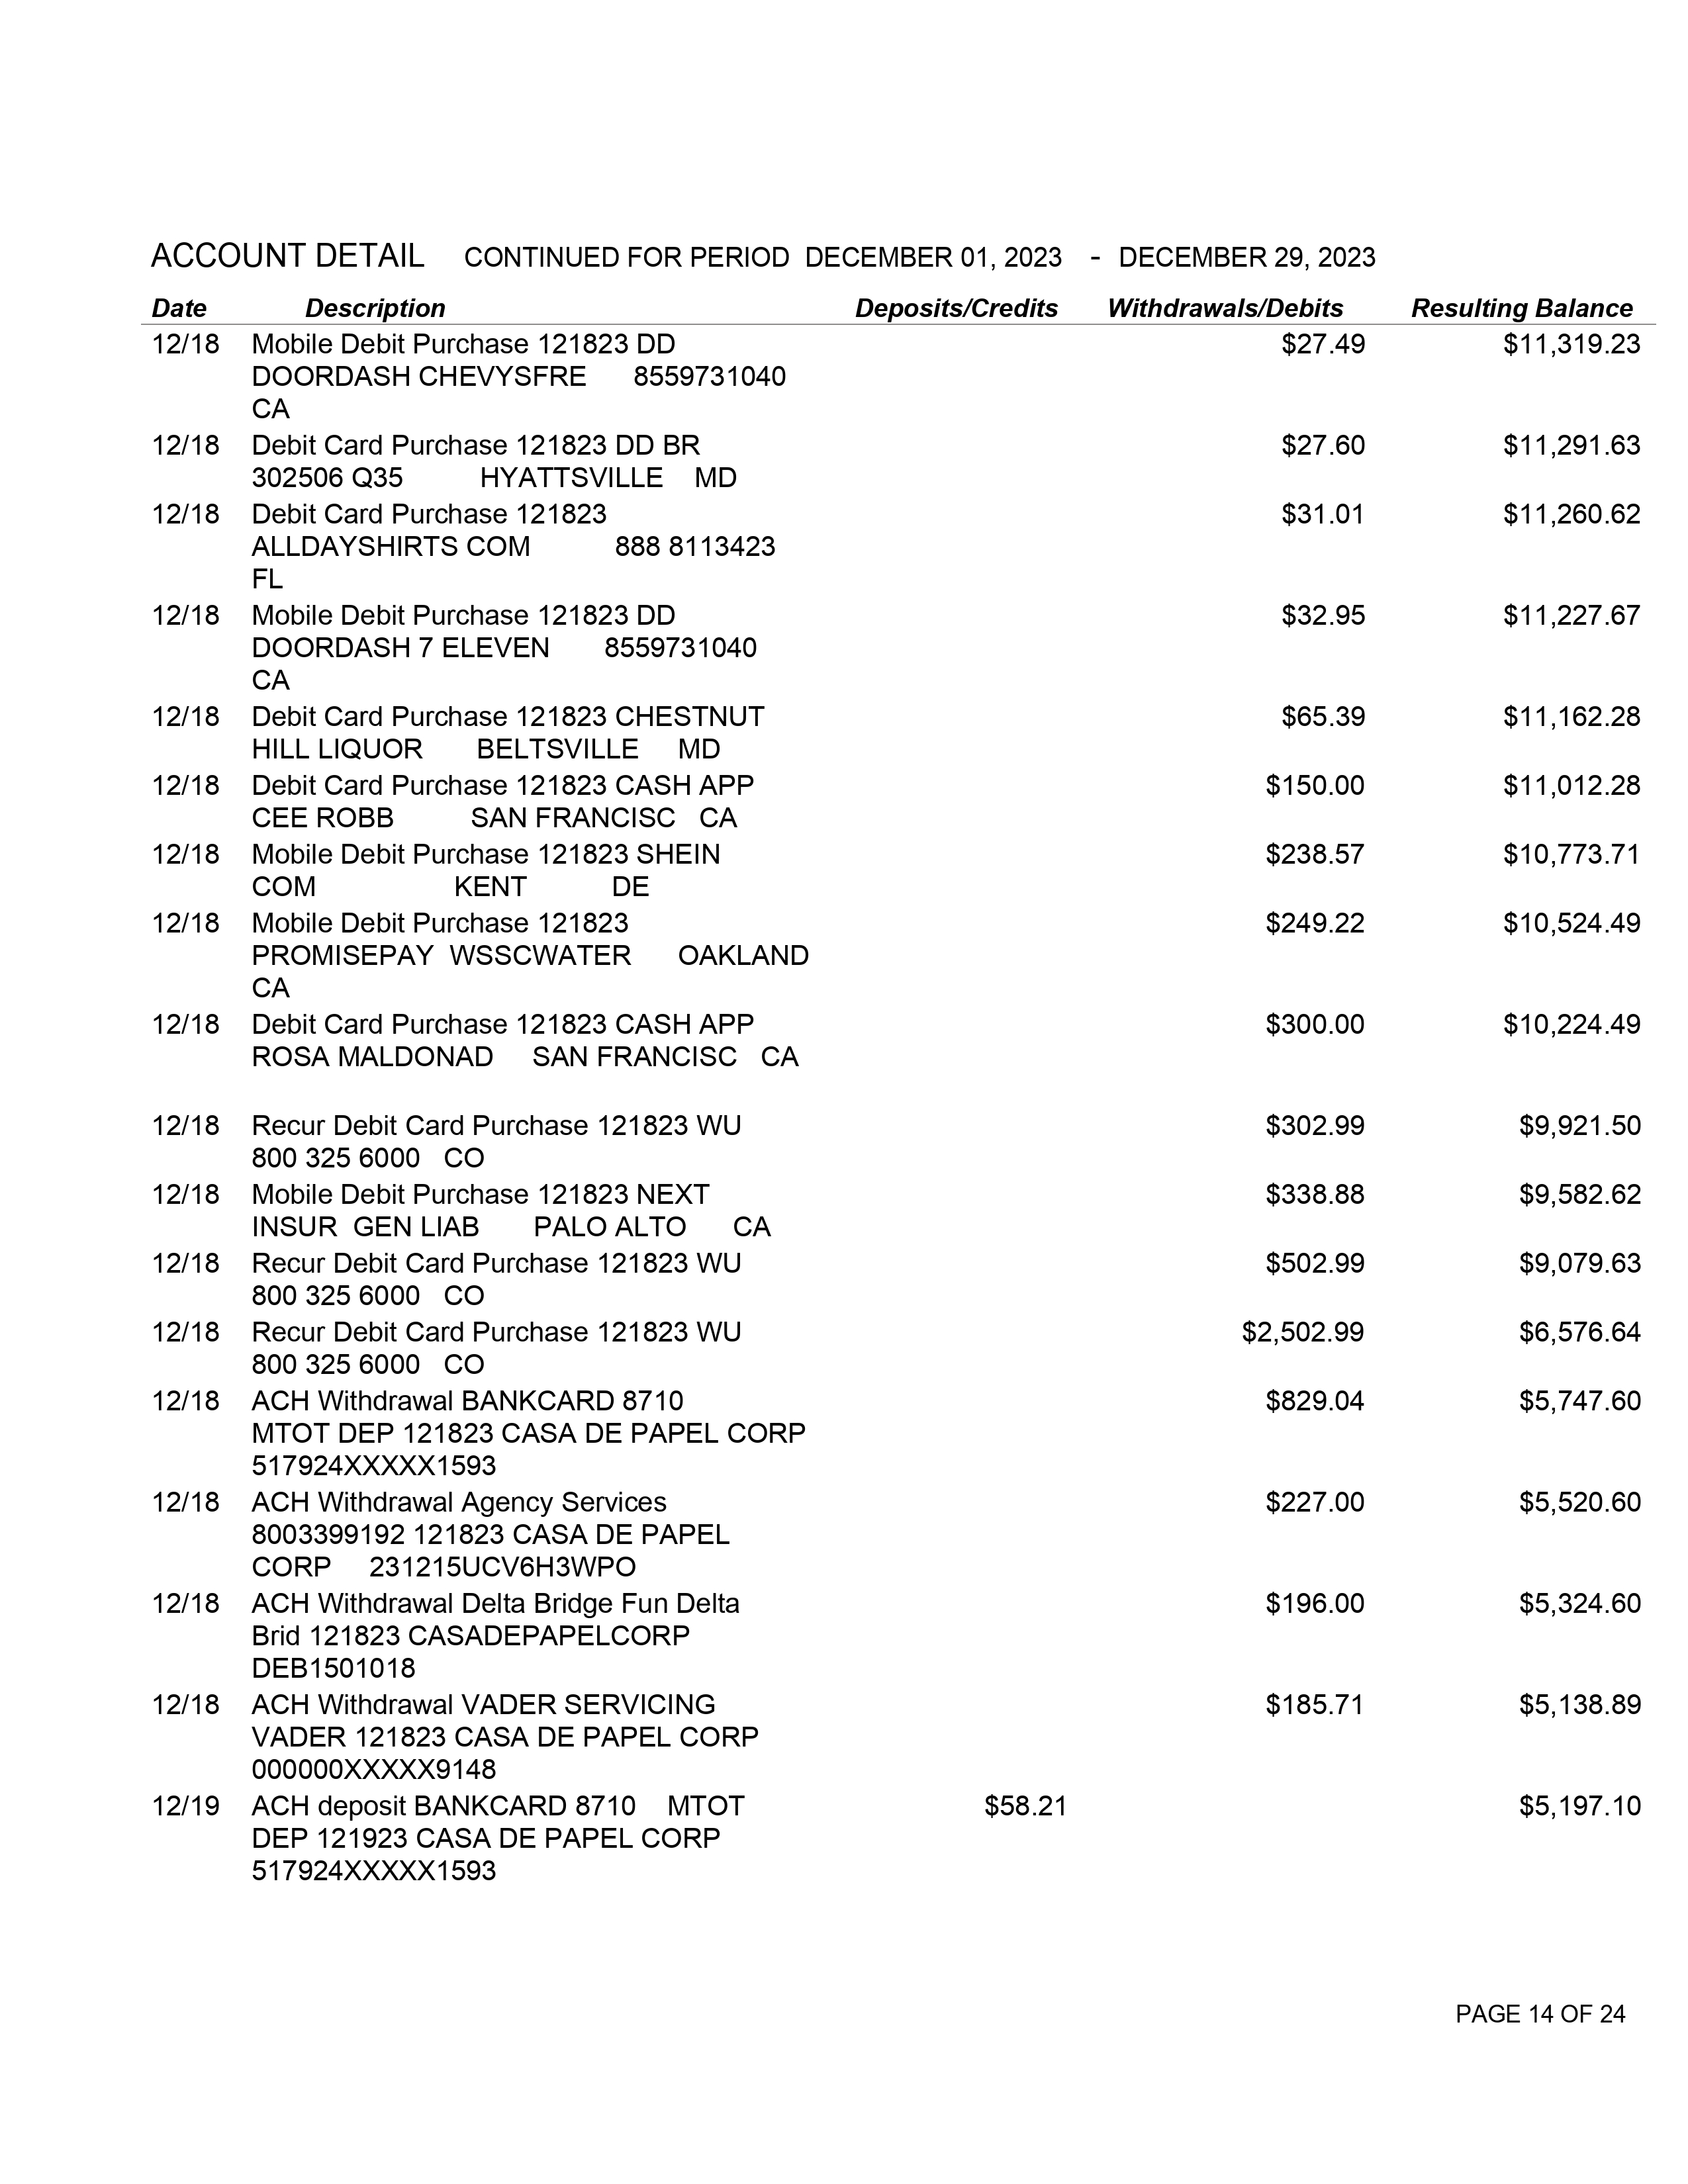 ACCOUNT DETAIL CONTINUED FOR PERIOD DECEMBER 01, 2023 - DECEMBER 29, 2023
Date Description Deposits/Credits Withdrawals/Debits Resulting Balance
12/18 Mobile Debit Purchase 121823 DD $27.49 $11,319.23
DOORDASH CHEVYSFRE 8559731040
CA
12/18 Debit Card Purchase 121823 DD BR $27.60 $11,291.63
302506 Q35 HYATTSVILLE MD
12/18 Debit Card Purchase 121823 $31.01 $11,260.62
ALLDAYSHIRTS COM 888 8113423
FL
12/18 Mobile Debit Purchase 121823 DD $32.95 $11,227.67
DOORDASH 7 ELEVEN 8559731040
CA
12/18 Debit Card Purchase 121823 CHESTNUT $65.39 $11,162.28
HILL LIQUOR BELTSVILLE MD
12/18 Debit Card Purchase 121823 CASH APP $150.00 $11,012.28
CEE ROBB SAN FRANCISC CA
12/18 Mobile Debit Purchase 121823 SHEIN $238.57 $10,773.71
COM KENT DE
12/18 Mobile Debit Purchase 121823 $249.22 $10,524.49
PROMISEPAY WSSCWATER OAKLAND
CA
12/18 Debit Card Purchase 121823 CASH APP $300.00 $10,224.49
ROSA MALDONAD SAN FRANCISC CA
12/18 Recur Debit Card Purchase 121823 WU $302.99 $9,921.50
800 325 6000 CO
12/18 Mobile Debit Purchase 121823 NEXT $338.88 $9,582.62
INSUR GEN LIAB PALO ALTO CA
12/18 Recur Debit Card Purchase 121823 WU $502.99 $9,079.63
800 325 6000 CO
12/18 Recur Debit Card Purchase 121823 WU $2,502.99 $6,576.64
800 325 6000 CO
12/18 ACH Withdrawal BANKCARD 8710 $829.04 $5,747.60
MTOT DEP 121823 CASA DE PAPEL CORP
517924XXXXX1593
12/18 ACH Withdrawal Agency Services $227.00 $5,520.60
8003399192 121823 CASA DE PAPEL
CORP 231215UCV6H3WPO
12/18 ACH Withdrawal Delta Bridge Fun Delta $196.00 $5,324.60
Brid 121823 CASADEPAPELCORP
DEB1501018
12/18 ACH Withdrawal VADER SERVICING $185.71 $5,138.89
VADER 121823 CASA DE PAPEL CORP
000000XXXXX9148
12/19 ACH deposit BANKCARD 8710 MTOT $58.21 $5,197.10
DEP 121923 CASA DE PAPEL CORP
517924XXXXX1593
PAGE 14 OF 24